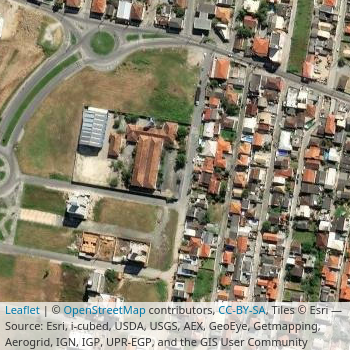 Leaflet | © OpenStreetMap contributors, CC-BY-SA, Tiles © Esri —
Source: Esri, i-cubed, USDA, USGS, AEX, GeoEye, Getmapping,
Aerogrid, IGN, IGP, UPR-EGP, and the GIS User Community